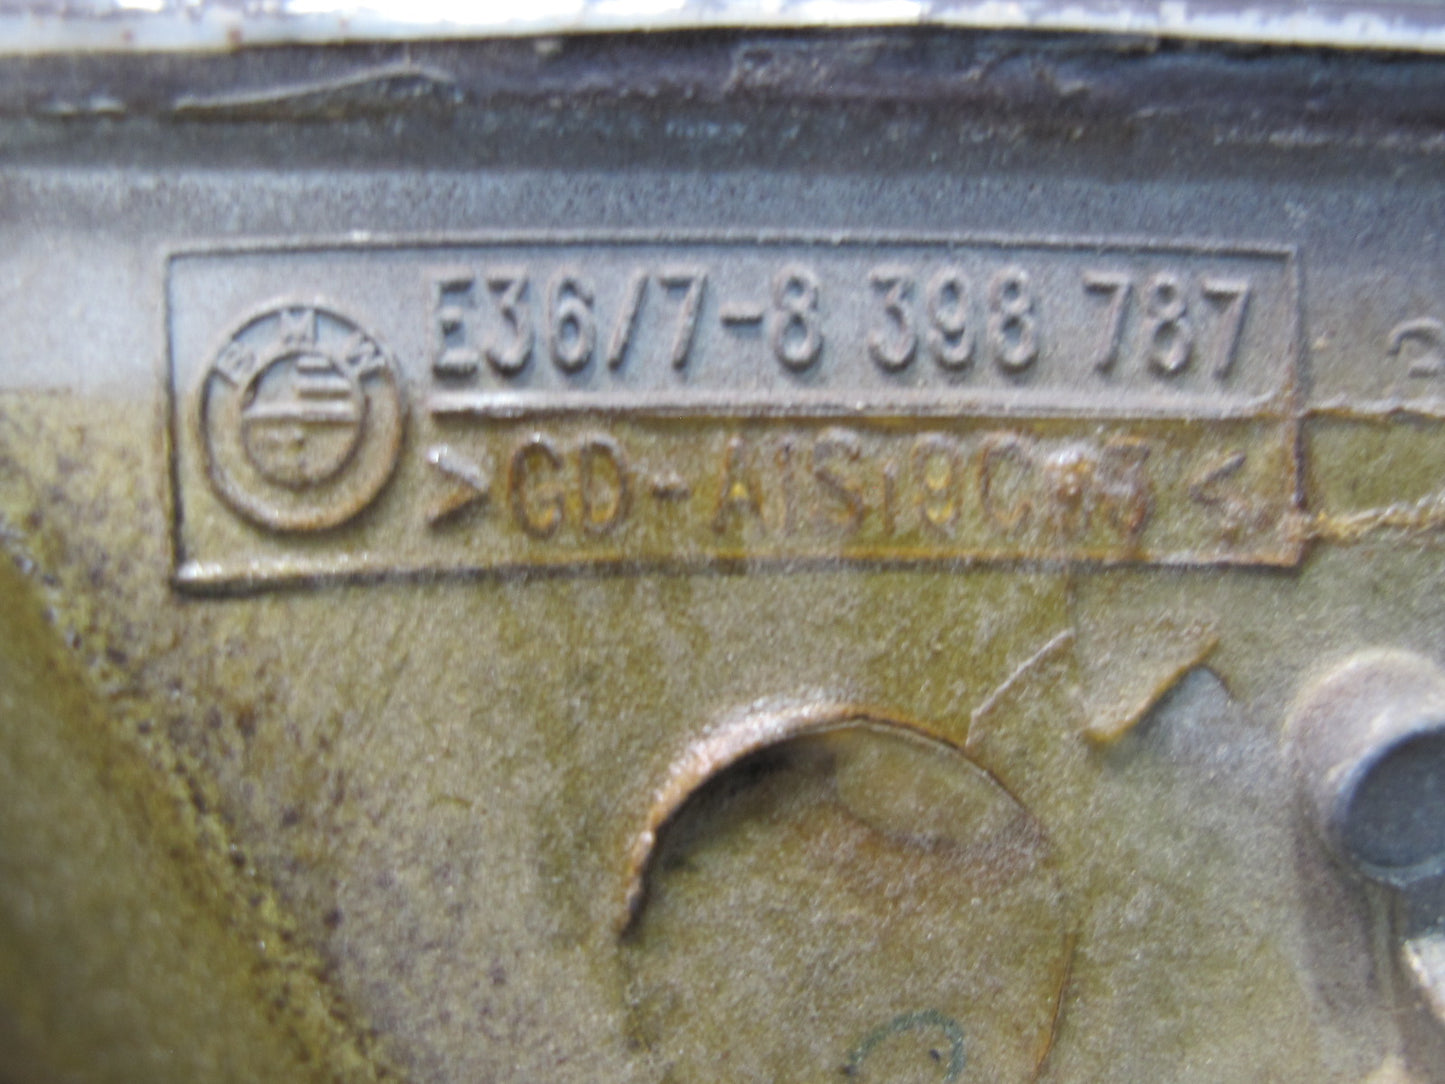 BMW
E36/7-8 398 787
>GD-AlSi9Cu3<